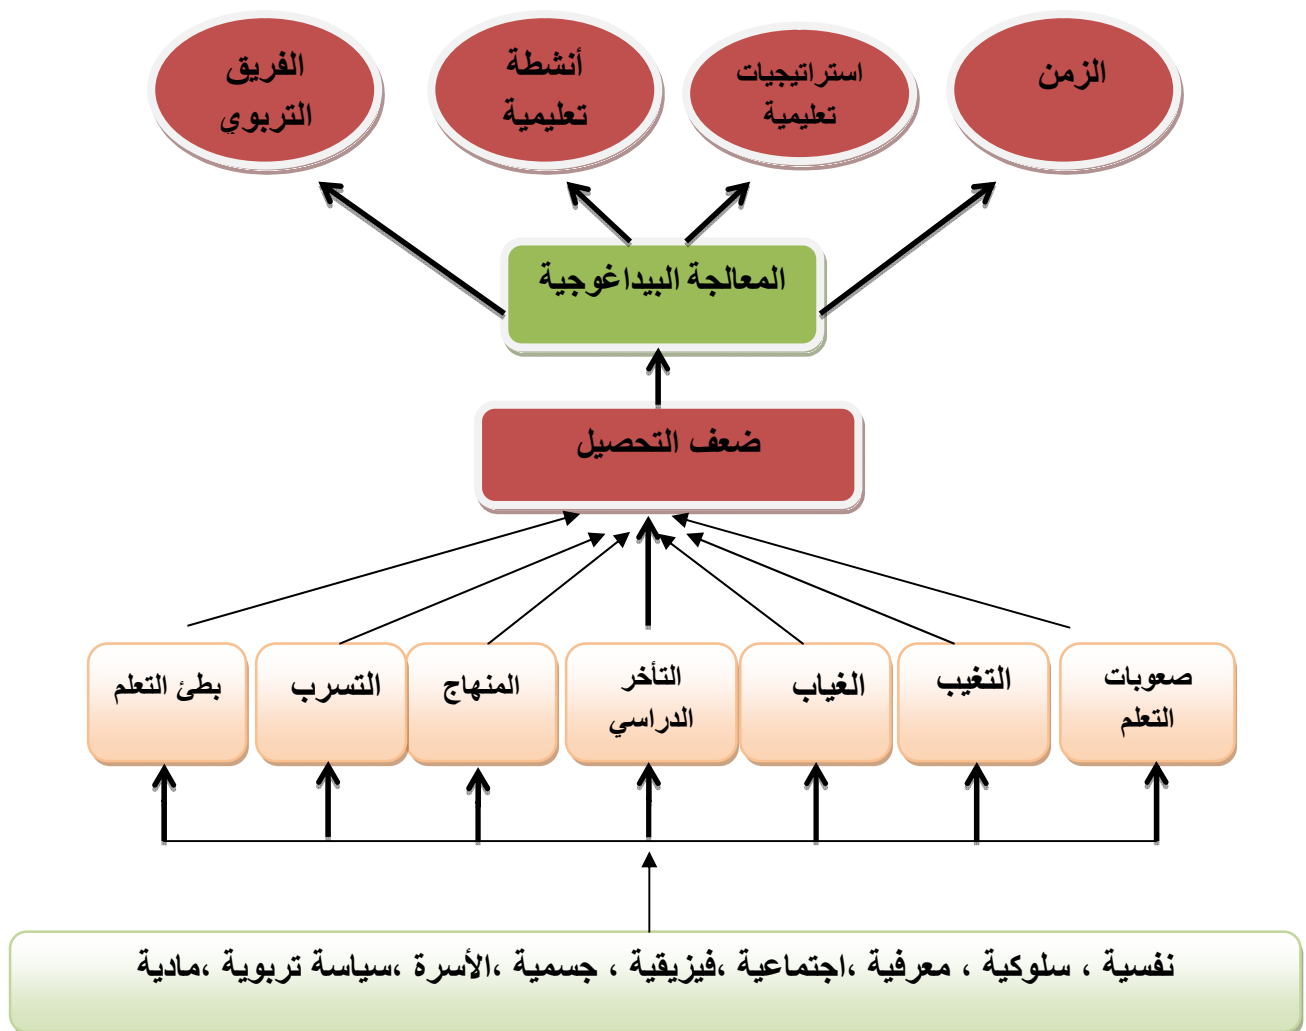 الزمن
استراتيجيات
تعليمية
أنشطة
تعليمية
الفريق
التربوي
المعالجة البيداغوجية
ضعف التحصيل
صعوبات
التعلم
التغيب
الغياب
التأخر
الدراسي
المنهاج
التسرب
بطئ التعلم
نفسية ، سلوكية ، معرفية ،اجتماعية ،فيزيقية ، جسمية ،الأسرة ،سياسة تربوية ،مادية